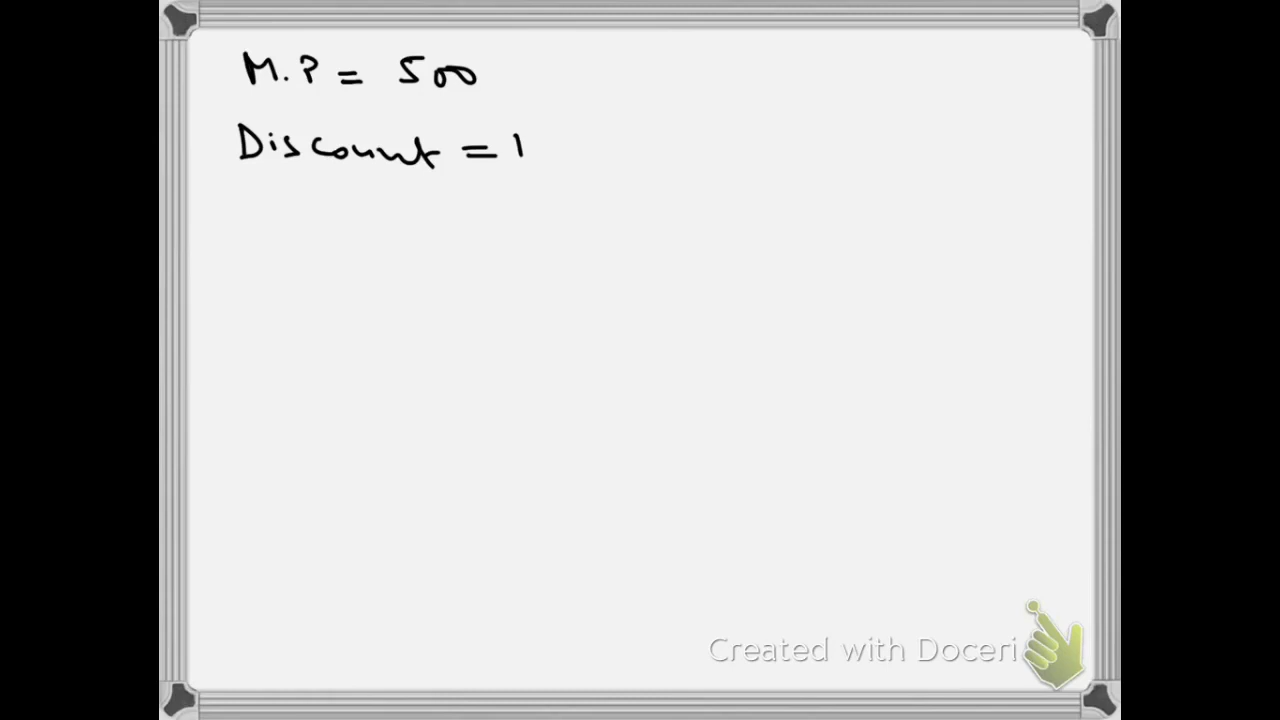 M.P = 500
Discount = 1
Created with Doceri